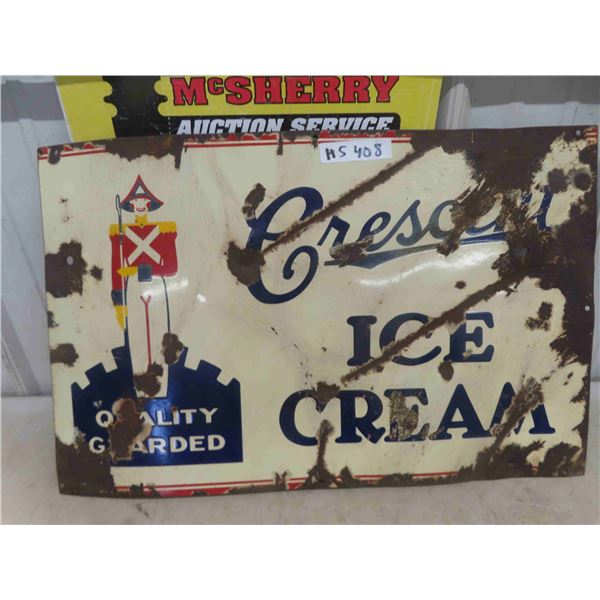 McSHERRY
AUCTION SERVICE
HS 408
Crescent
ICE
CREAM
QUALITY
GUARDED